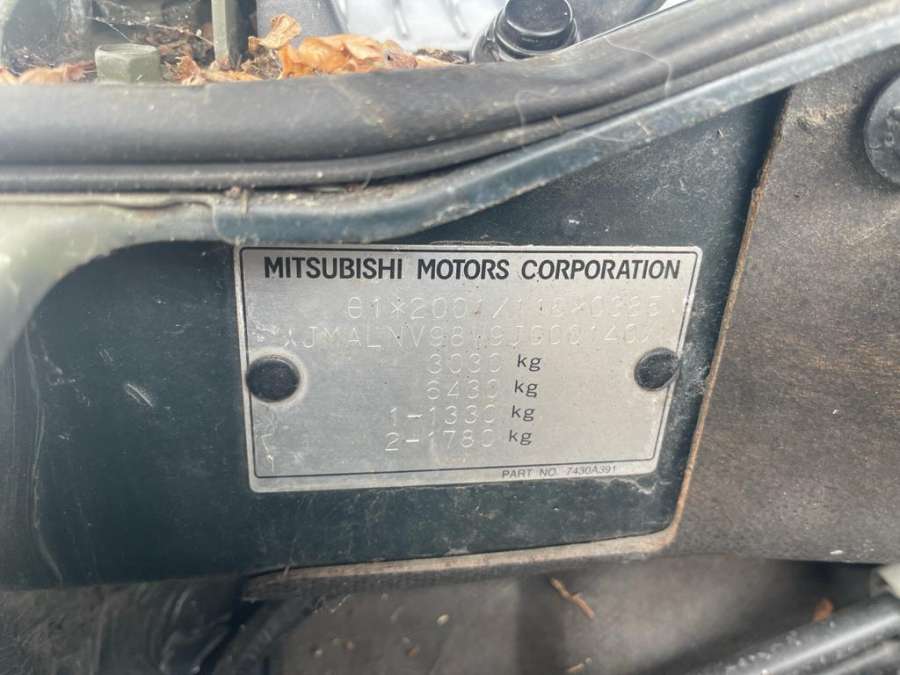 MITSUBISHI MOTORS CORPORATION
3030 kg
6430 kg
1-1330 kg
2-1780 kg
PART NO. 7430A391